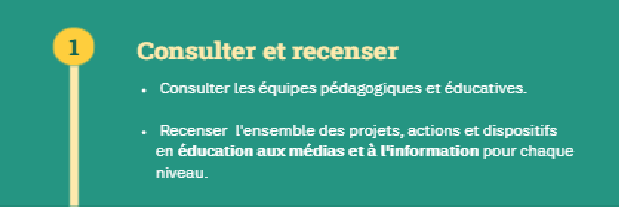 1
Consulter et recenser
• Consulter les équipes pédagogiques et éducatives.
• Recenser l'ensemble des projets, actions et dispositifs
en éducation aux médias et à l'information pour chaque
niveau.